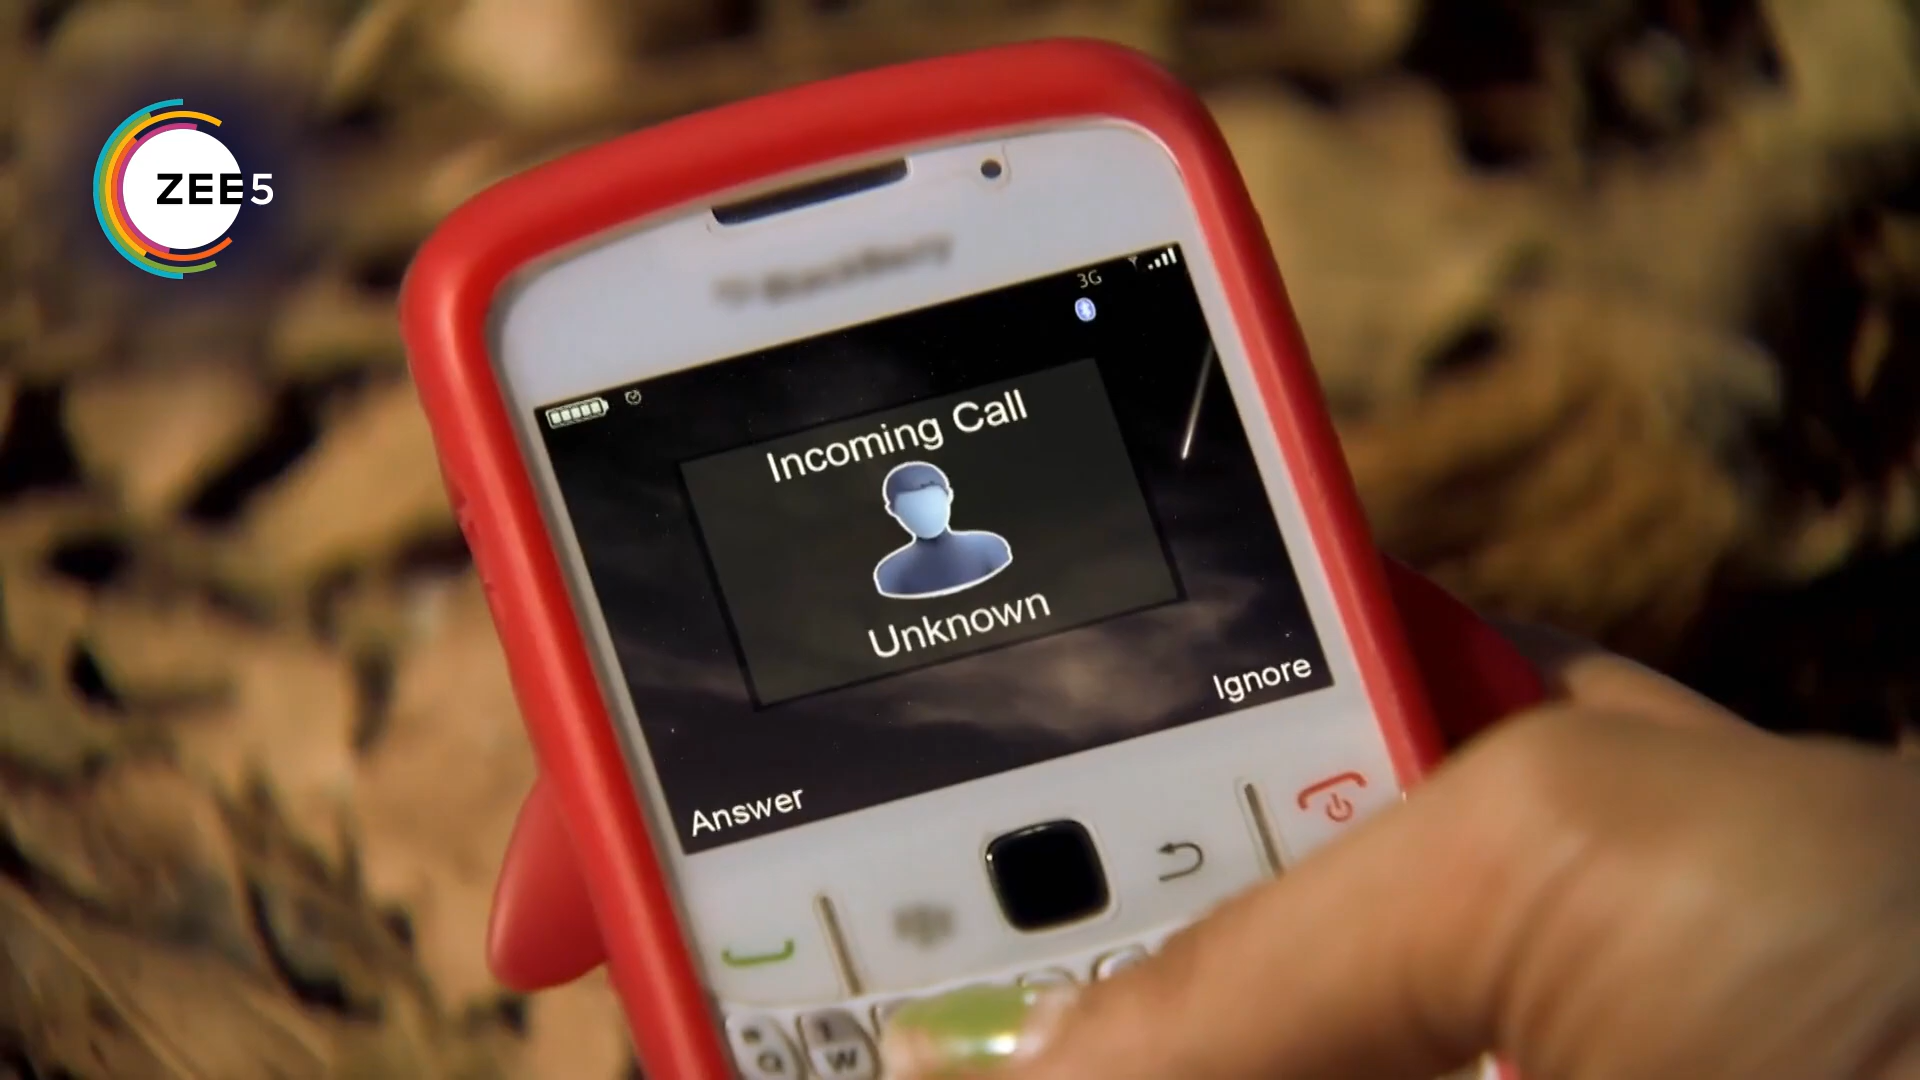 ZEE5
3G
Incoming Call
Unknown
Ignore
Answer
Q
W